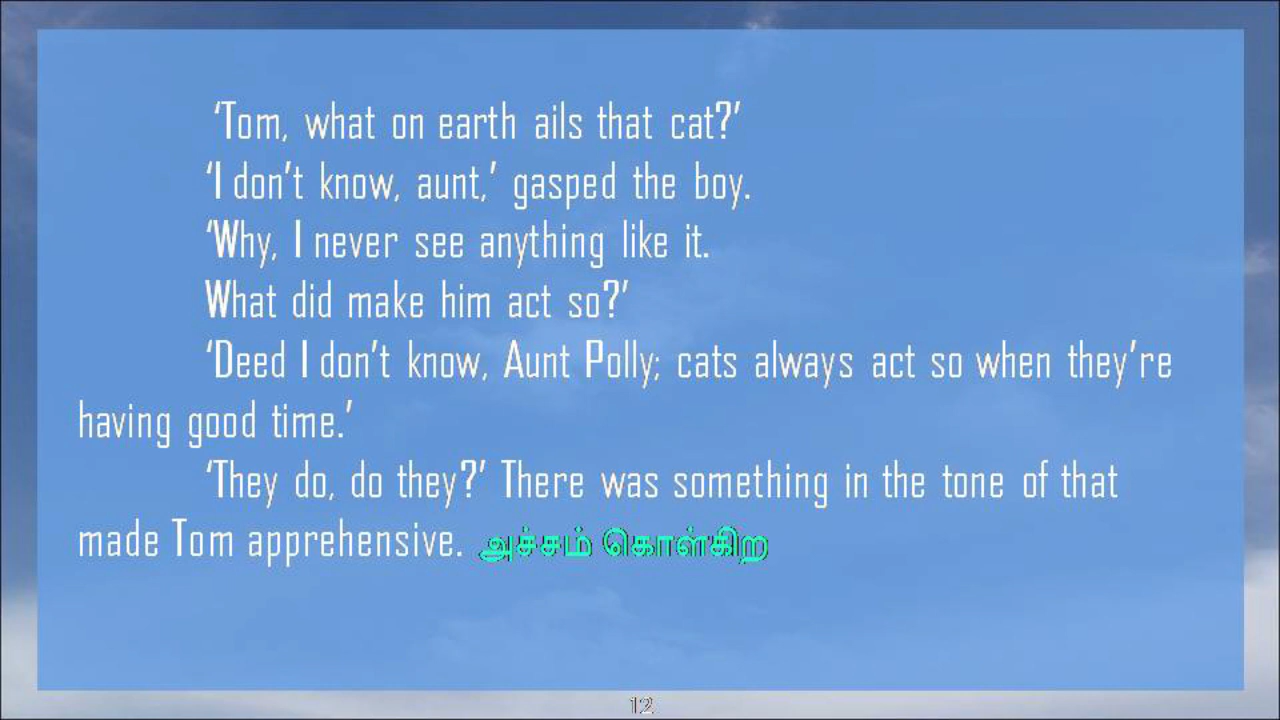 ‘Tom, what on earth ails that cat?’
‘I don’t know, aunt,’ gasped the boy.
‘Why, I never see anything like it.
What did make him act so?’
‘Deed I don’t know, Aunt Polly; cats always act so when they’re
having good time.’
‘They do, do they?’ There was something in the tone of that
made Tom apprehensive. அச்சம் கொள்கிற
12